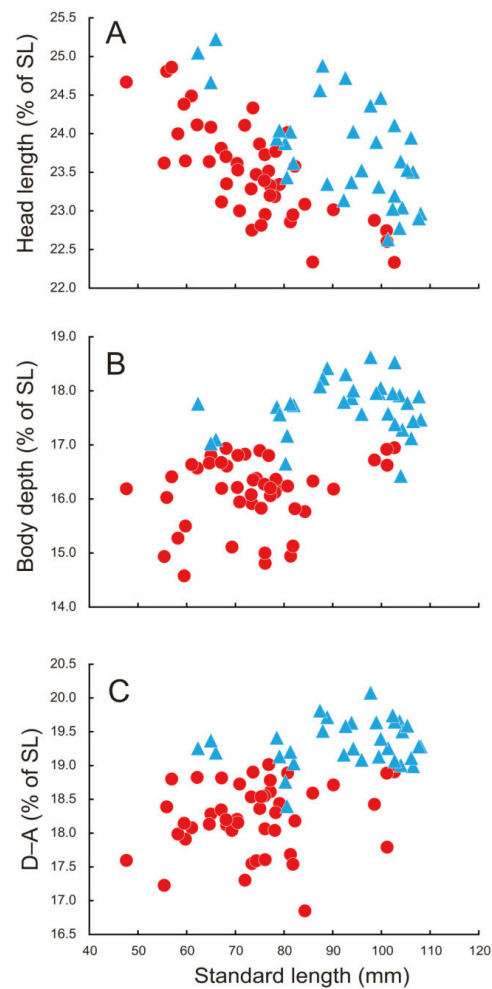 A
Head length (% of SL)
25.5
25.0
24.5
24.0
23.5
23.0
22.5
22.0
B
Body depth (% of SL)
19.0
18.0
17.0
16.0
15.0
14.0
C
D–A (% of SL)
20.5
20.0
19.5
19.0
18.5
18.0
17.5
17.0
16.5
40 50 60 70 80 90 100 110 120
Standard length (mm)